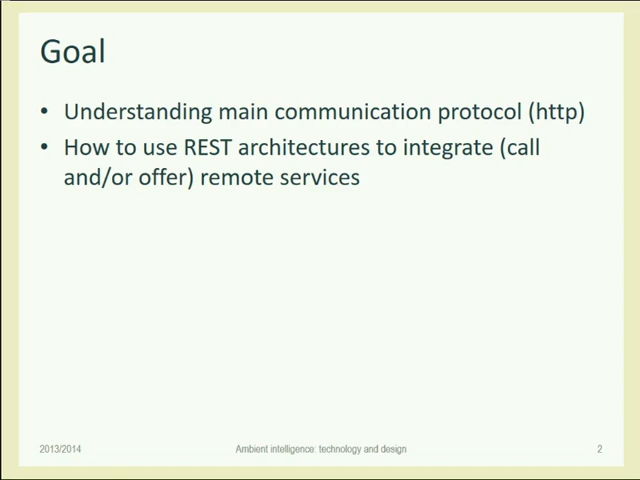 Goal
• Understanding main communication protocol (http)
• How to use REST architectures to integrate (call
and/or offer) remote services
2013/2014
Ambient intelligence: technology and design
2